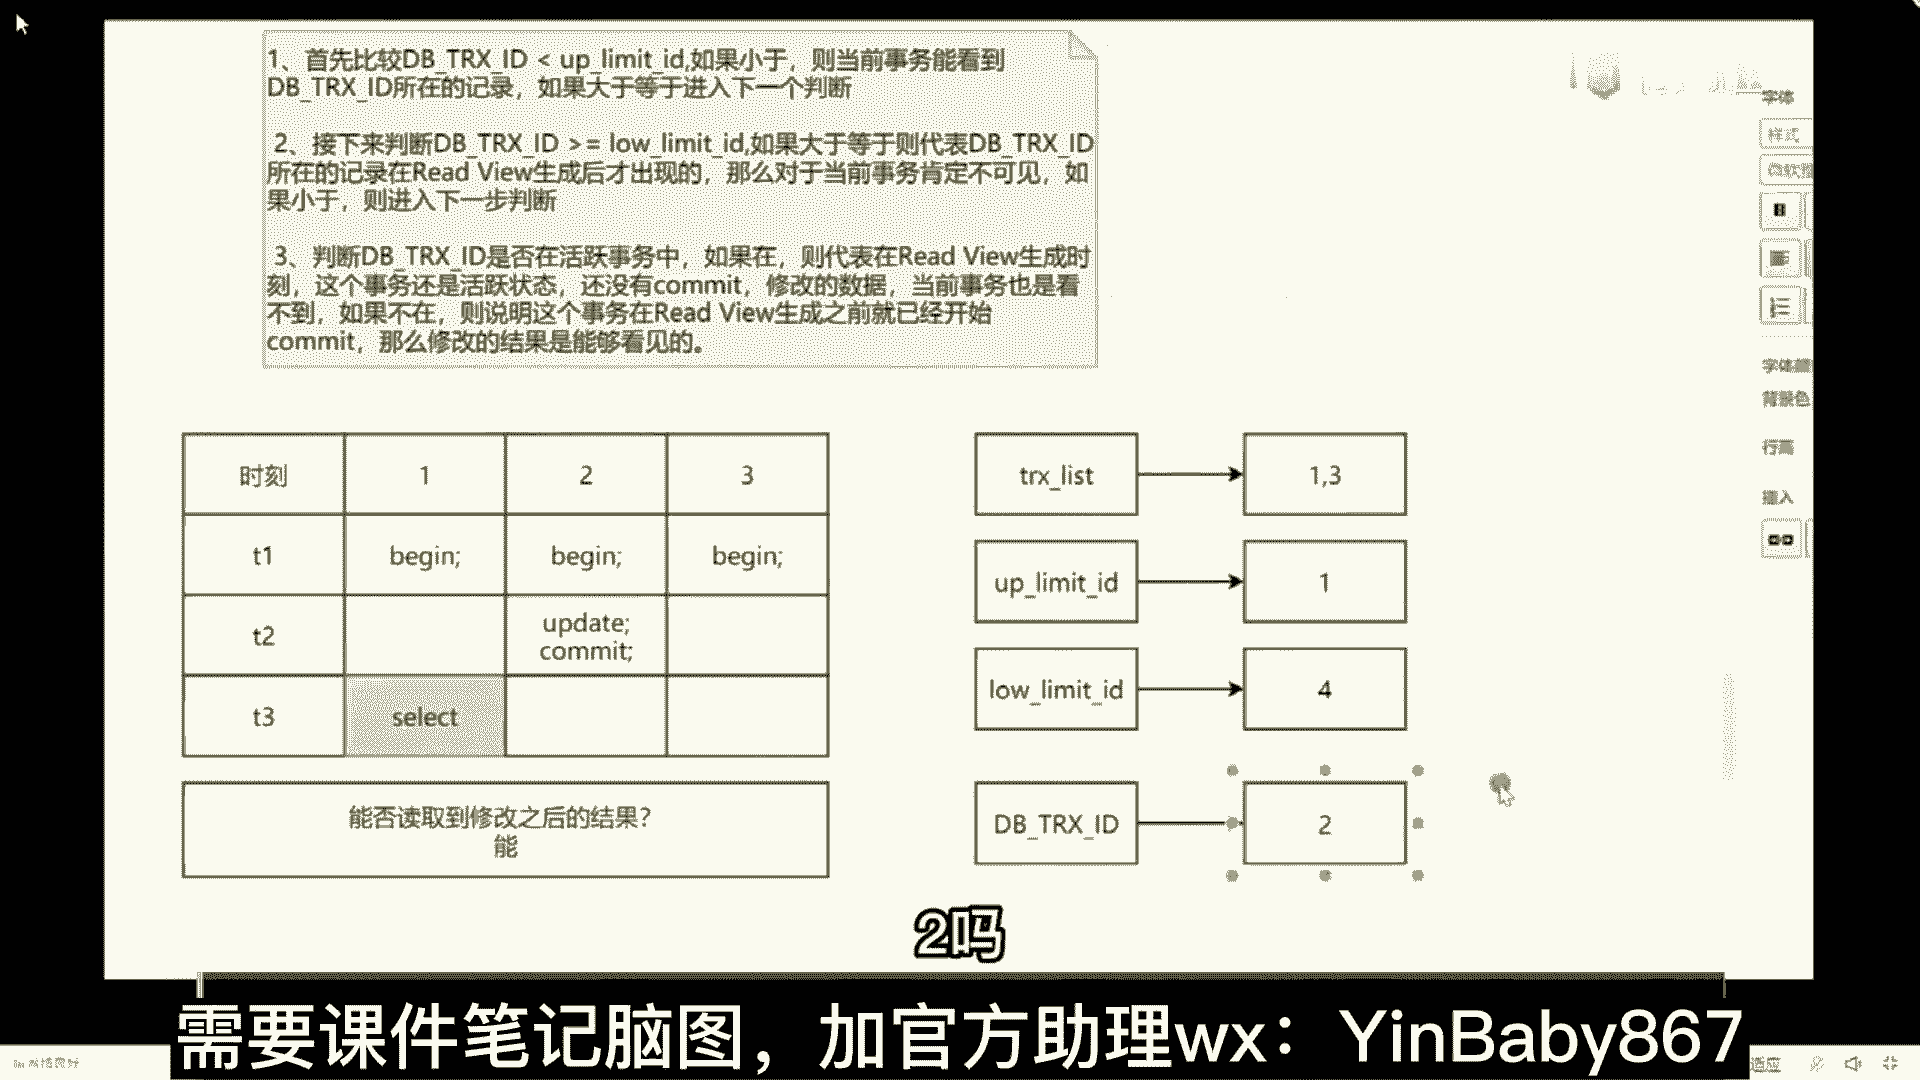 1、首先比较DB_TRX_ID < up_limit_id,如果小于，则当前事务能看到
DB_TRX_ID所在的记录，如果大于等于进入下一个判断
2、接下来判断DB_TRX_ID >= low_limit_id,如果大于等于则代表DB_TRX_ID
所在的记录在Read View生成后才出现的，那么对于当前事务肯定不可见，如
果小于，则进入下一步判断
3、判断DB_TRX_ID是否在活跃事务中，如果在，则代表在Read View生成时
刻，这个事务还是活跃状态，还没有commit，修改的数据，当前事务也是看
不到，如果不在，则说明这个事务在Read View生成之前就已经开始
commit，那么修改的结果是能够看见的。
字体
样式
字体颜
背景色
行高
插入
时刻 1 2 3
t1 begin; begin; begin;
t2 update;
commit;
t3 select
能否读取到修改之后的结果?
能
trx_list 1,3
up_limit_id 1
low_limit_id 4
DB_TRX_ID 2
2吗
需要课件笔记脑图，加官方助理wx：YinBaby867
适应